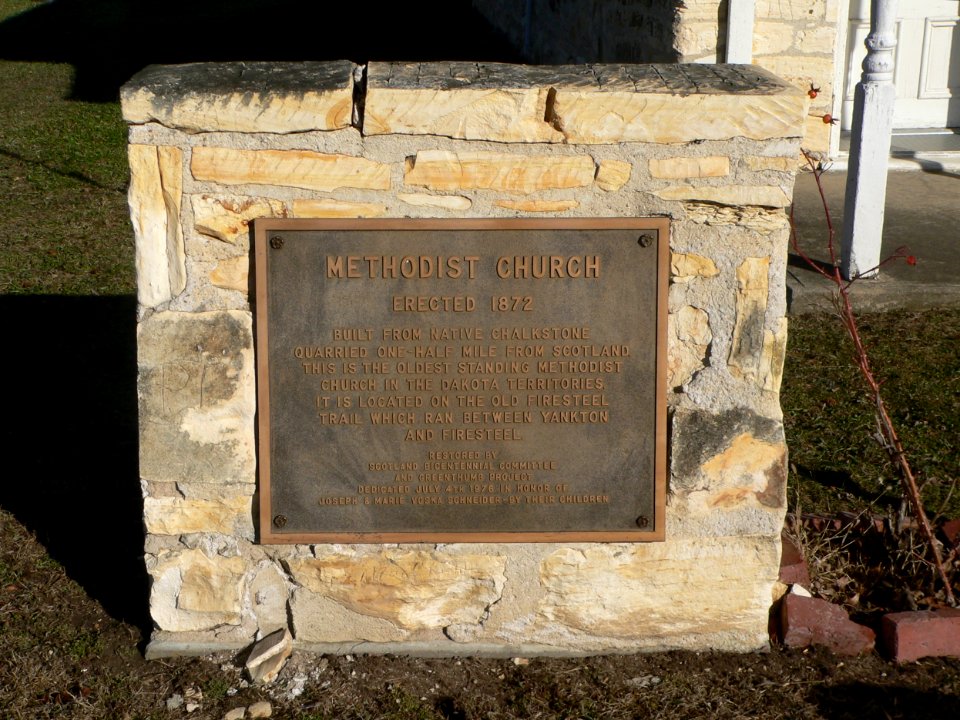 METHODIST CHURCH
ERECTED 1872
BUILT FROM NATIVE CHALKSTONE
QUARRIED ONE-HALF MILE FROM SCOTLAND
THIS IS THE OLDEST STANDING METHODIST
CHURCH IN THE DAKOTA TERRITORIES.
IT IS LOCATED ON THE OLD FIRESTEEL
TRAIL WHICH RAN BETWEEN YANKTON
AND FIRESTEEL.
RESTORED BY
SCOTLAND BICENTENNIAL COMMITTEE
AND GREENTHUMB PROJECT
DEDICATED JULY 4TH 1976 IN HONOR OF
JOSEPH & MARIE VOSKA SCHNEIDER-BY THEIR CHILDREN